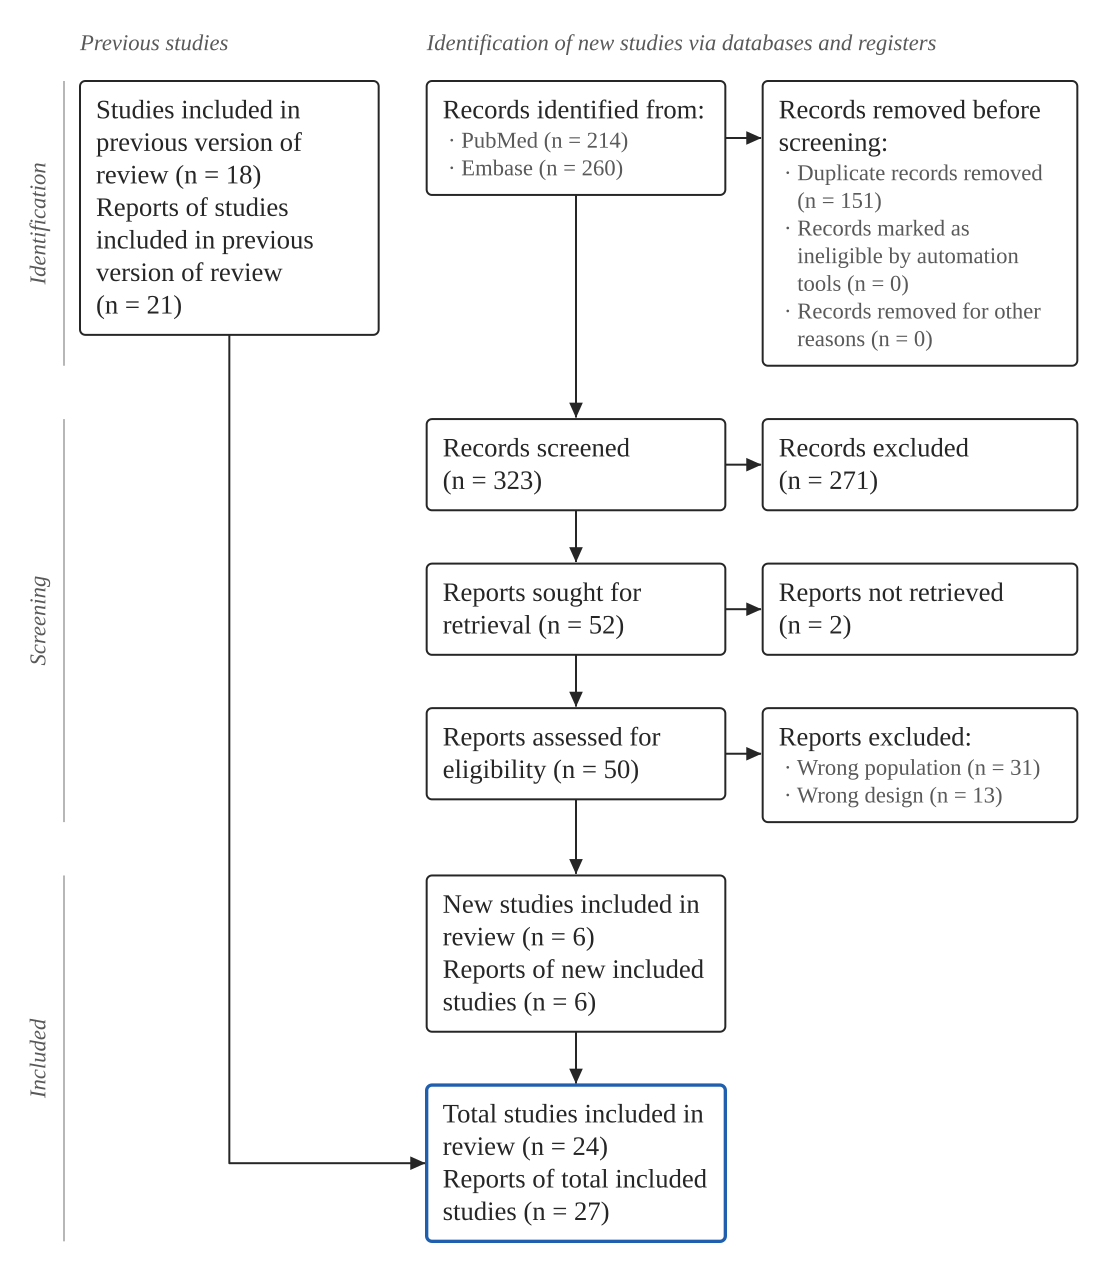 Previous studies
Identification of new studies via databases and registers
Identification
Studies included in
previous version of
review (n = 18)
Reports of studies
included in previous
version of review
(n = 21)
Records identified from:
· PubMed (n = 214)
· Embase (n = 260)
Records removed before
screening:
· Duplicate records removed
(n = 151)
· Records marked as
ineligible by automation
tools (n = 0)
· Records removed for other
reasons (n = 0)
Screening
Records screened
(n = 323)
Records excluded
(n = 271)
Reports sought for
retrieval (n = 52)
Reports not retrieved
(n = 2)
Reports assessed for
eligibility (n = 50)
Reports excluded:
· Wrong population (n = 31)
· Wrong design (n = 13)
Included
New studies included in
review (n = 6)
Reports of new included
studies (n = 6)
Total studies included in
review (n = 24)
Reports of total included
studies (n = 27)